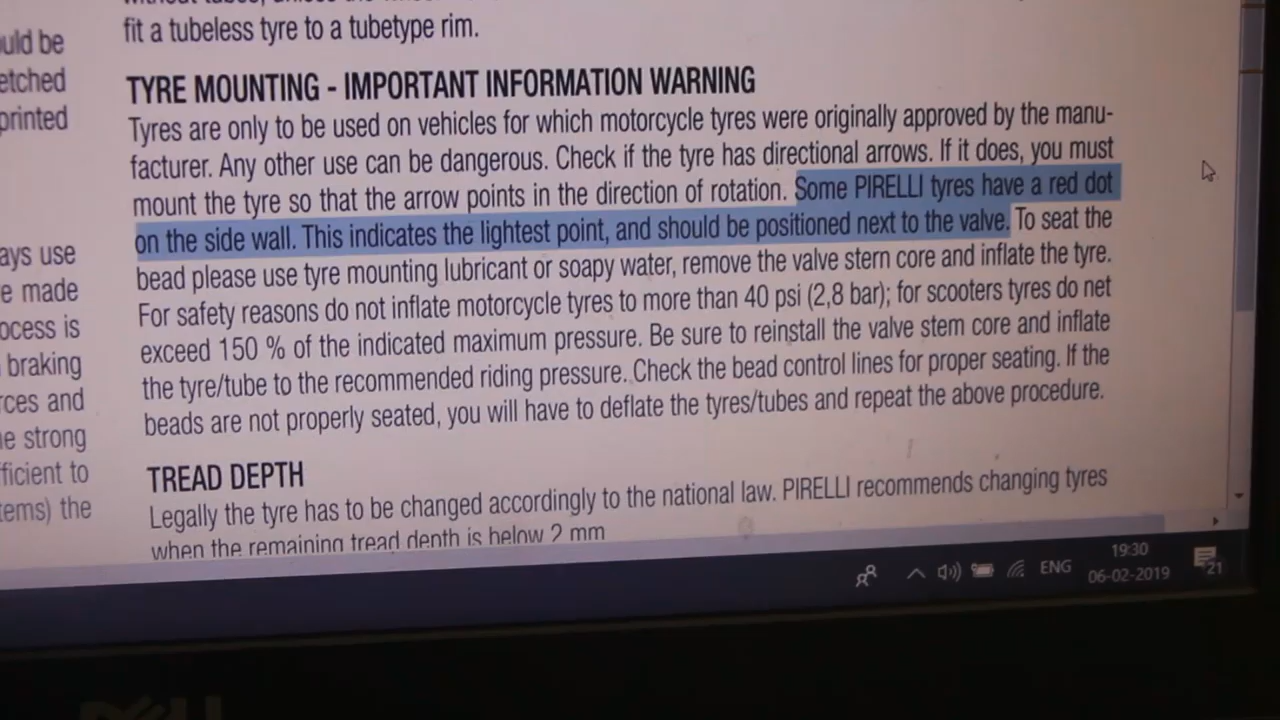 fit a tubeless tyre to a tubetype rim.
TYRE MOUNTING - IMPORTANT INFORMATION WARNING
Tyres are only to be used on vehicles for which motorcycle tyres were originally approved by the manu-
facturer. Any other use can be dangerous. Check if the tyre has directional arrows. If it does, you must
mount the tyre so that the arrow points in the direction of rotation. Some PIRELLI tyres have a red dot
on the side wall. This indicates the lightest point, and should be positioned next to the valve. To seat the
bead please use tyre mounting lubricant or soapy water, remove the valve stern core and inflate the tyre.
For safety reasons do not inflate motorcycle tyres to more than 40 psi (2,8 bar); for scooters tyres do net
exceed 150 % of the indicated maximum pressure. Be sure to reinstall the valve stem core and inflate
the tyre/tube to the recommended riding pressure. Check the bead control lines for proper seating. If the
beads are not properly seated, you will have to deflate the tyres/tubes and repeat the above procedure.
TREAD DEPTH
Legally the tyre has to be changed accordingly to the national law. PIRELLI recommends changing tyres
when the remaining tread depth is below 2 mm
uld be
etched
printed
ays use
e made
ocess is
braking
rces and
e strong
fficient to
tems) the
ENG
19:30
06-02-2019
21